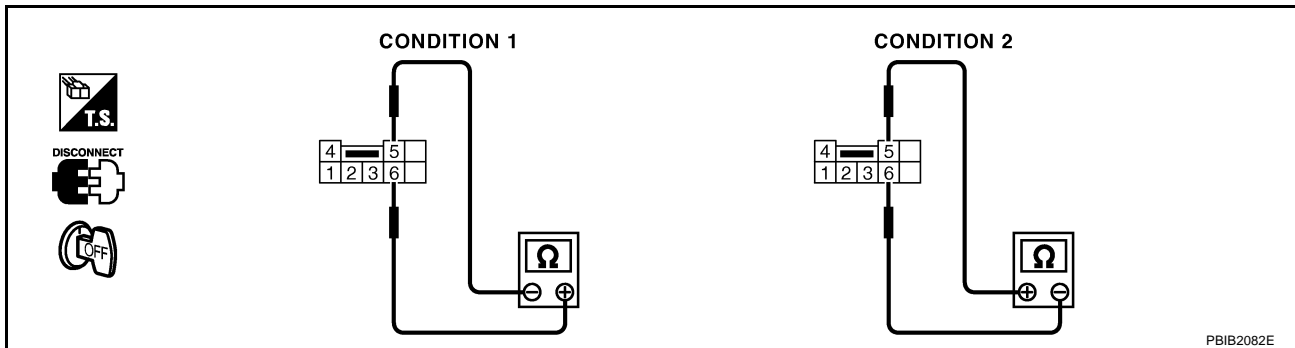 CONDITION 1
CONDITION 2
T.S.
DISCONNECT
OFF
4 5
1 2 3 6
Ω
− +
4 5
1 2 3 6
Ω
+ −
PBIB2082E